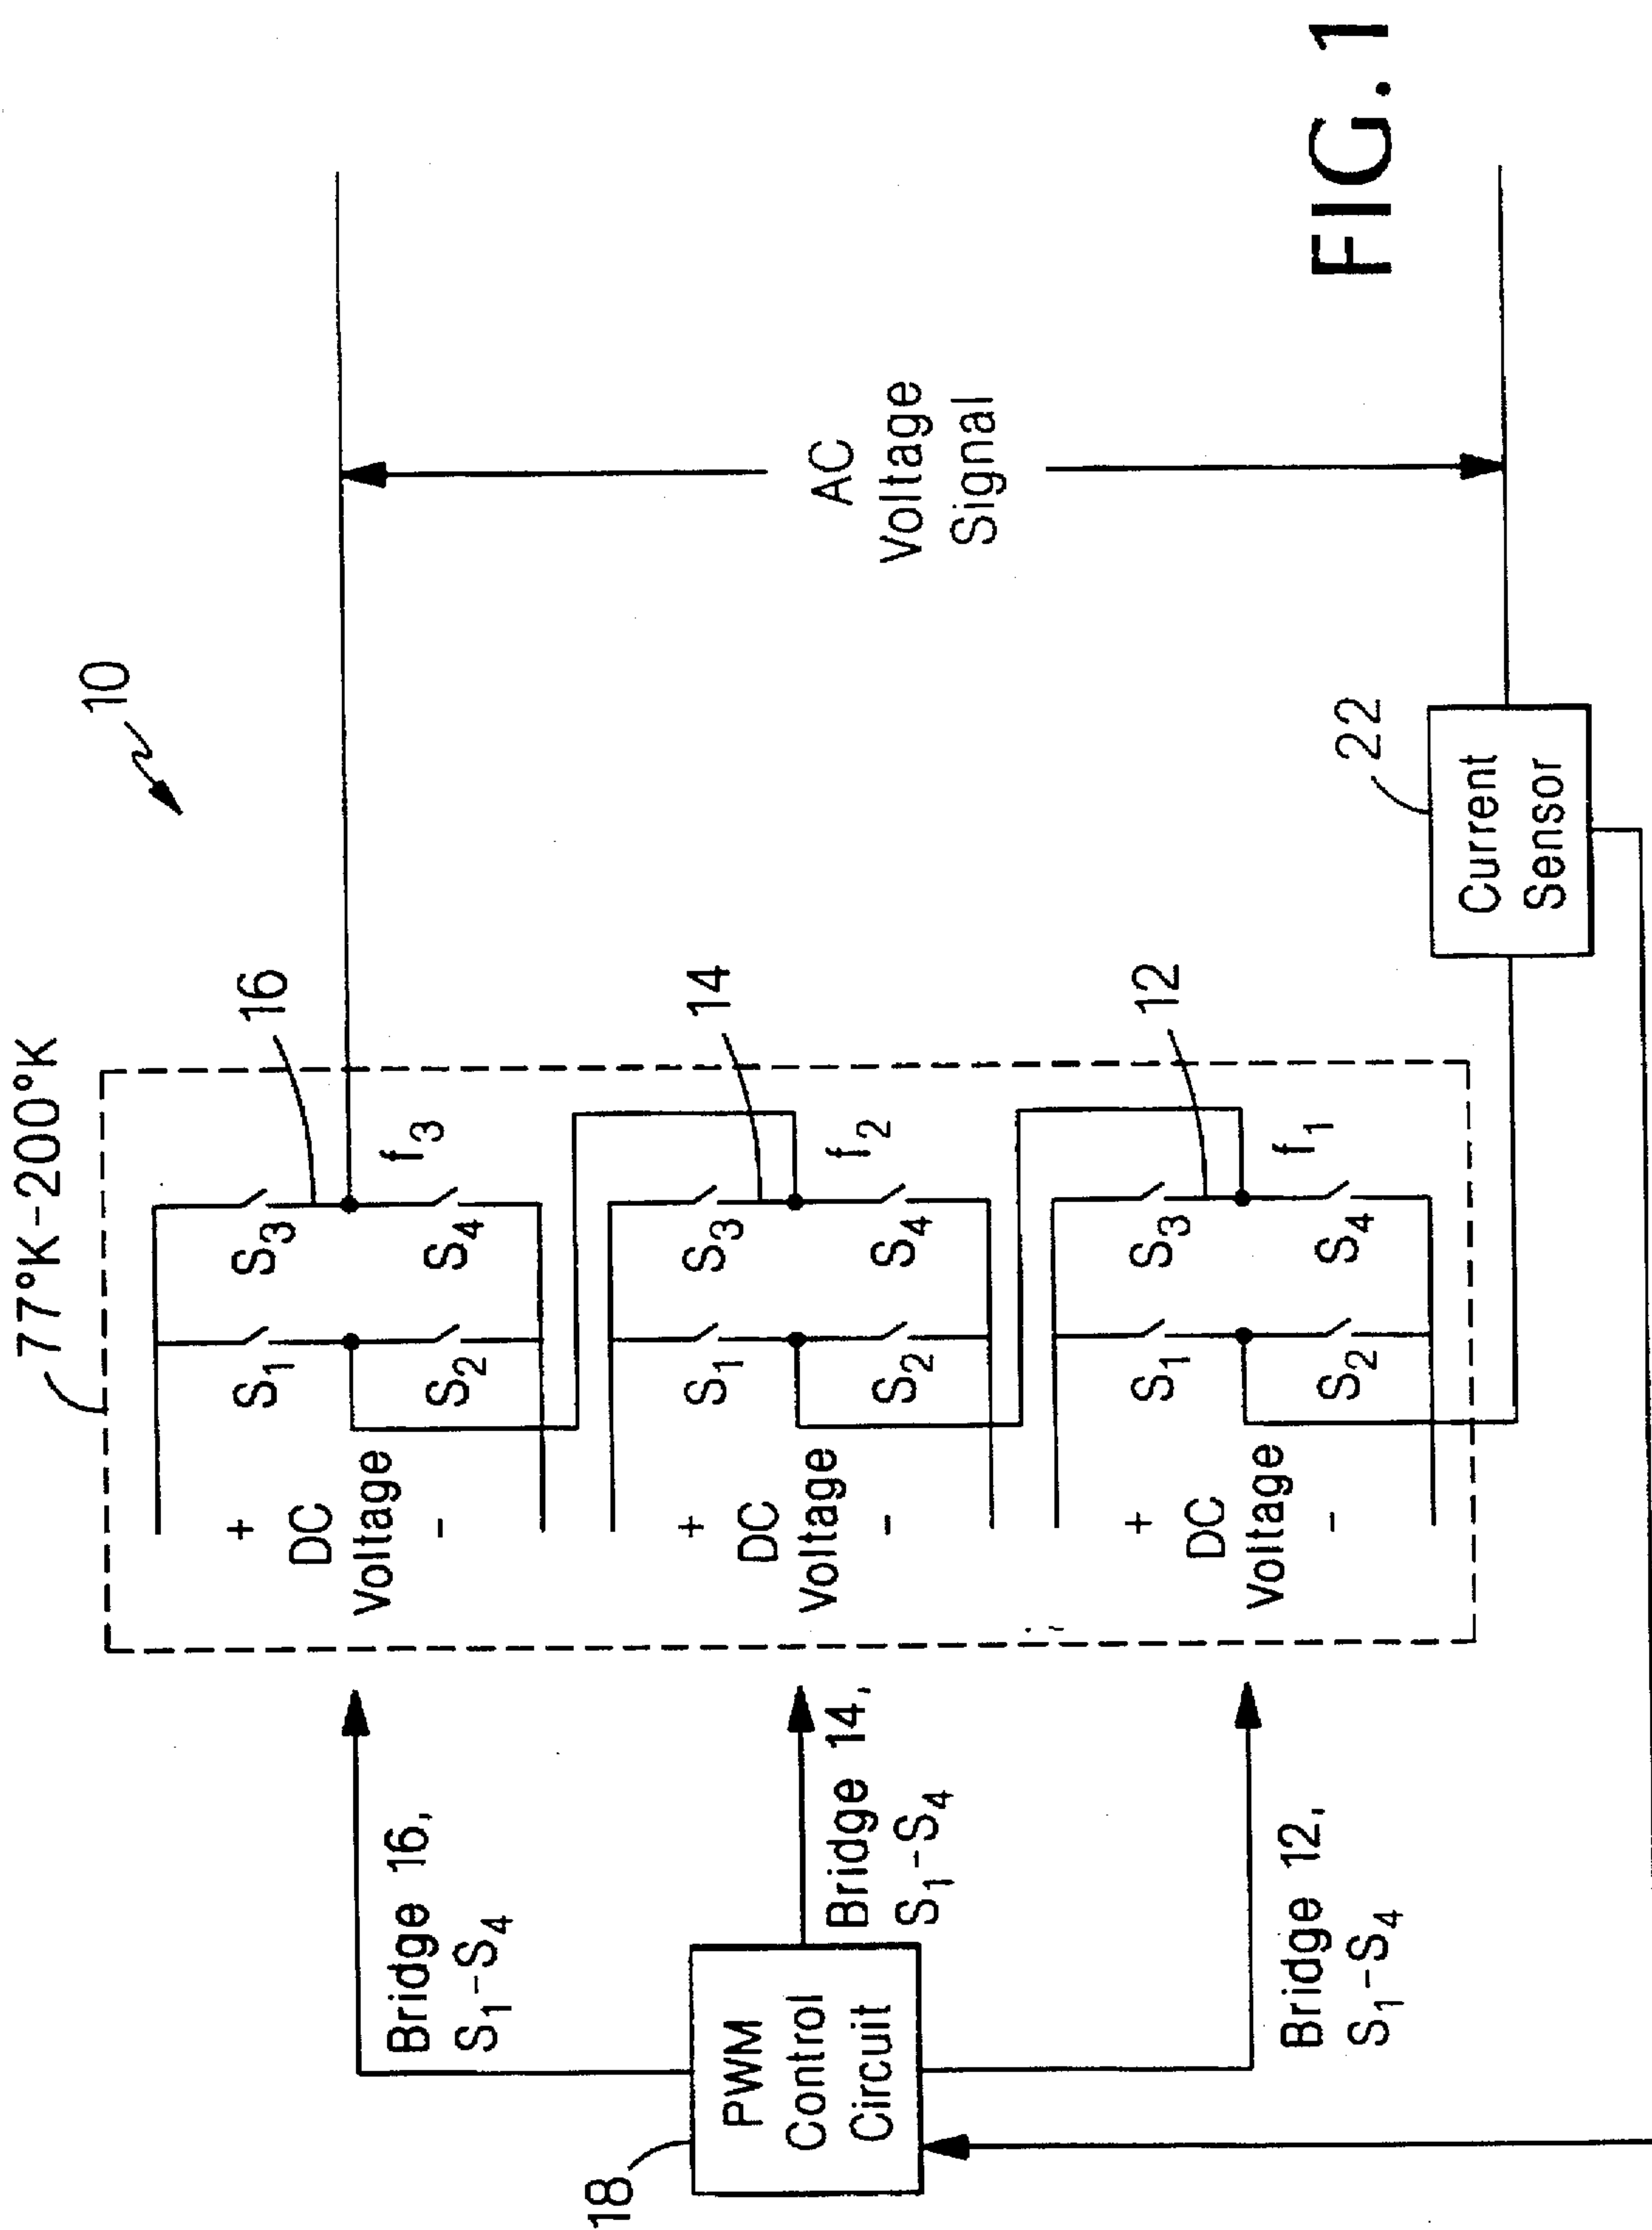 10
77°K-200°K
16
S3
f3
S4
S1
S2
+
DC
Voltage
-
14
S3
f2
S4
S1
S2
+
DC
Voltage
-
12
S3
f1
S4
S1
S2
+
DC
Voltage
-
Bridge 16,
S1-S4
Bridge 14,
S1-S4
Bridge 12,
S1-S4
18
PWM
Control
Circuit
22
Current
Sensor
AC
Voltage
Signal
FIG. 1